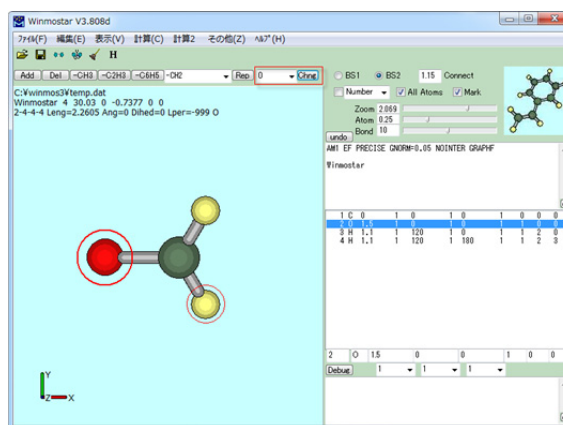 Winmostar V3.808d
ファイル(F) 編集(E) 表示(V) 計算(C) 計算2 その他(Z) ヘルプ(H)
H
Add Del -CH3 -C2H3 -C6H5 -CH2 Rep O Chng
BS1 BS2 1.15 Connect
Number All Atoms Mark
Zoom 2.069
Atom 0.25
Bond 10
undo
C:¥winmos3¥temp.dat
Winmostar 4 30.03 0 -0.7377 0 0
2-4-4-4 Leng=2.2605 Ang=0 Dihed=0 Lper=-999 O
AM1 EF PRECISE GNORM=0.05 NOINTER GRAPHF
Winmostar
1 C 0 1 0 1 0 1 0 0 0
2 O 1.5 1 0 1 0 1 1 0 0
3 H 1.1 1 120 1 0 1 1 2 0
4 H 1.1 1 120 1 180 1 1 2 3
2 O 1.5 0 0 1 0 0
Debug 1 1 1
Y
Z X